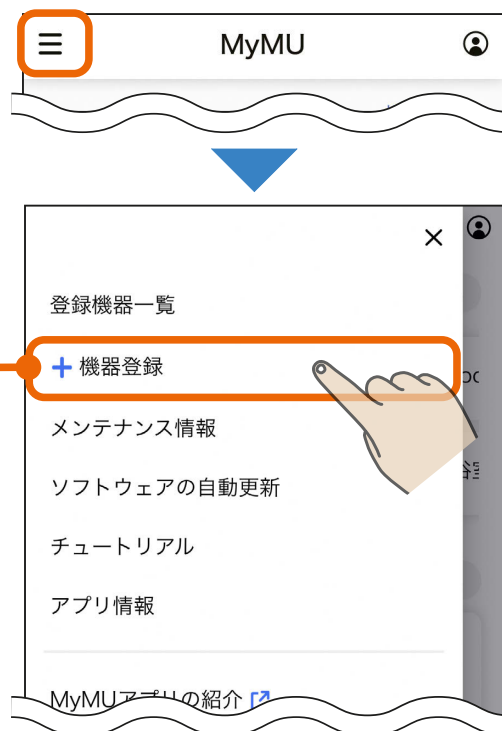 MyMU
登録機器一覧
+ 機器登録
メンテナンス情報
ソフトウェアの自動更新
チュートリアル
アプリ情報
MyMUアプリの紹介